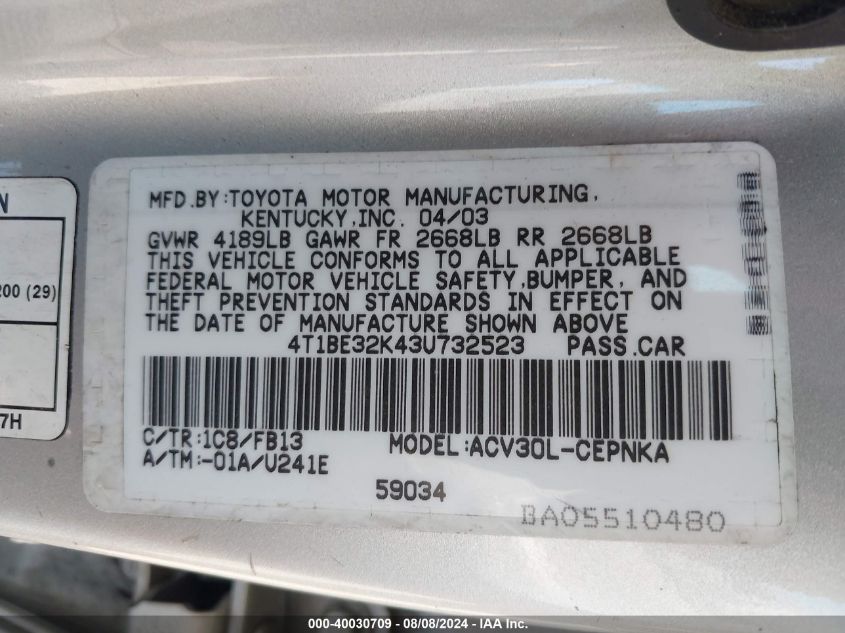 N
200 (29)
7H
MFD.BY:TOYOTA MOTOR MANUFACTURING,
KENTUCKY,INC. 04/03
GVWR 4189LB GAWR FR 2668LB RR 2668LB
THIS VEHICLE CONFORMS TO ALL APPLICABLE
FEDERAL MOTOR VEHICLE SAFETY,BUMPER, AND
THEFT PREVENTION STANDARDS IN EFFECT ON
THE DATE OF MANUFACTURE SHOWN ABOVE
4T1BE32K43U732523 PASS.CAR
C/TR:1C8/FB13 MODEL:ACV30L-CEPNKA
A/TM:-01A/U241E
59034
BA05510480
000-40030709 - 08/08/2024 - IAA Inc.